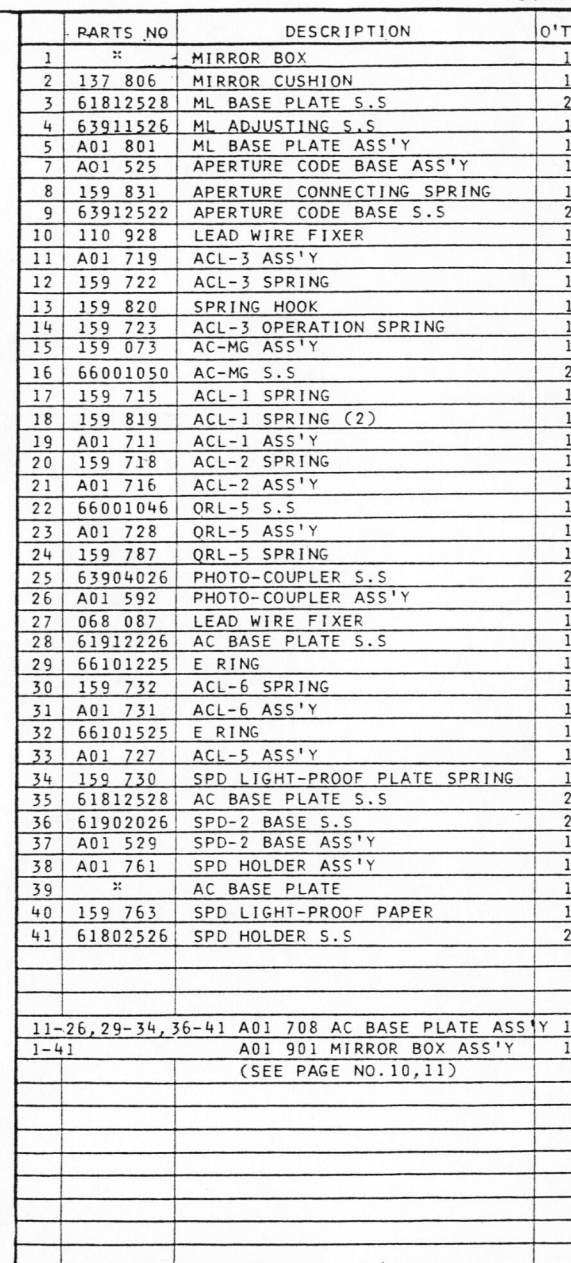 PARTS NO DESCRIPTION Q'T
1 * MIRROR BOX 1
2 137 806 MIRROR CUSHION 1
3 61812528 ML BASE PLATE S.S 2
4 63911526 ML ADJUSTING S.S 1
5 A01 801 ML BASE PLATE ASS'Y 1
7 A01 525 APERTURE CODE BASE ASS'Y 1
8 159 831 APERTURE CONNECTING SPRING 1
9 63912522 APERTURE CODE BASE S.S 2
10 110 928 LEAD WIRE FIXER 1
11 A01 719 ACL-3 ASS'Y 1
12 159 722 ACL-3 SPRING 1
13 159 820 SPRING HOOK 1
14 159 723 ACL-3 OPERATION SPRING 1
15 159 073 AC-MG ASS'Y 1
16 66001050 AC-MG S.S 2
17 159 715 ACL-1 SPRING 1
18 159 819 ACL-1 SPRING (2) 1
19 A01 711 ACL-1 ASS'Y 1
20 159 718 ACL-2 SPRING 1
21 A01 716 ACL-2 ASS'Y 1
22 66001046 QRL-5 S.S 1
23 A01 728 QRL-5 ASS'Y 1
24 159 787 QRL-5 SPRING 1
25 63904026 PHOTO-COUPLER S.S 2
26 A01 592 PHOTO-COUPLER ASS'Y 1
27 068 087 LEAD WIRE FIXER 1
28 61912226 AC BASE PLATE S.S 1
29 66101225 E RING 1
30 159 732 ACL-6 SPRING 1
31 A01 731 ACL-6 ASS'Y 1
32 66101525 E RING 1
33 A01 727 ACL-5 ASS'Y 1
34 159 730 SPD LIGHT-PROOF PLATE SPRING 1
35 61812528 AC BASE PLATE S.S 2
36 61902026 SPD-2 BASE S.S 2
37 A01 529 SPD-2 BASE ASS'Y 1
38 A01 761 SPD HOLDER ASS'Y 1
39 * AC BASE PLATE 1
40 159 763 SPD LIGHT-PROOF PAPER 1
41 61802526 SPD HOLDER S.S 2
11-26,29-34,36-41 A01 708 AC BASE PLATE ASS'Y 1
1-41 A01 901 MIRROR BOX ASS'Y 1
(SEE PAGE NO.10,11)